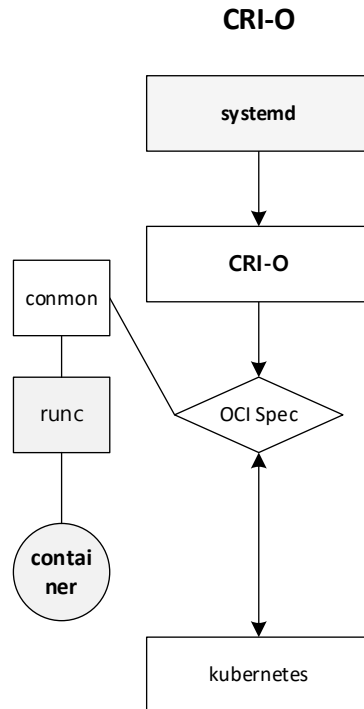 CRI-O
systemd
CRI-O
conmon
OCI Spec
runc
contai
ner
kubernetes